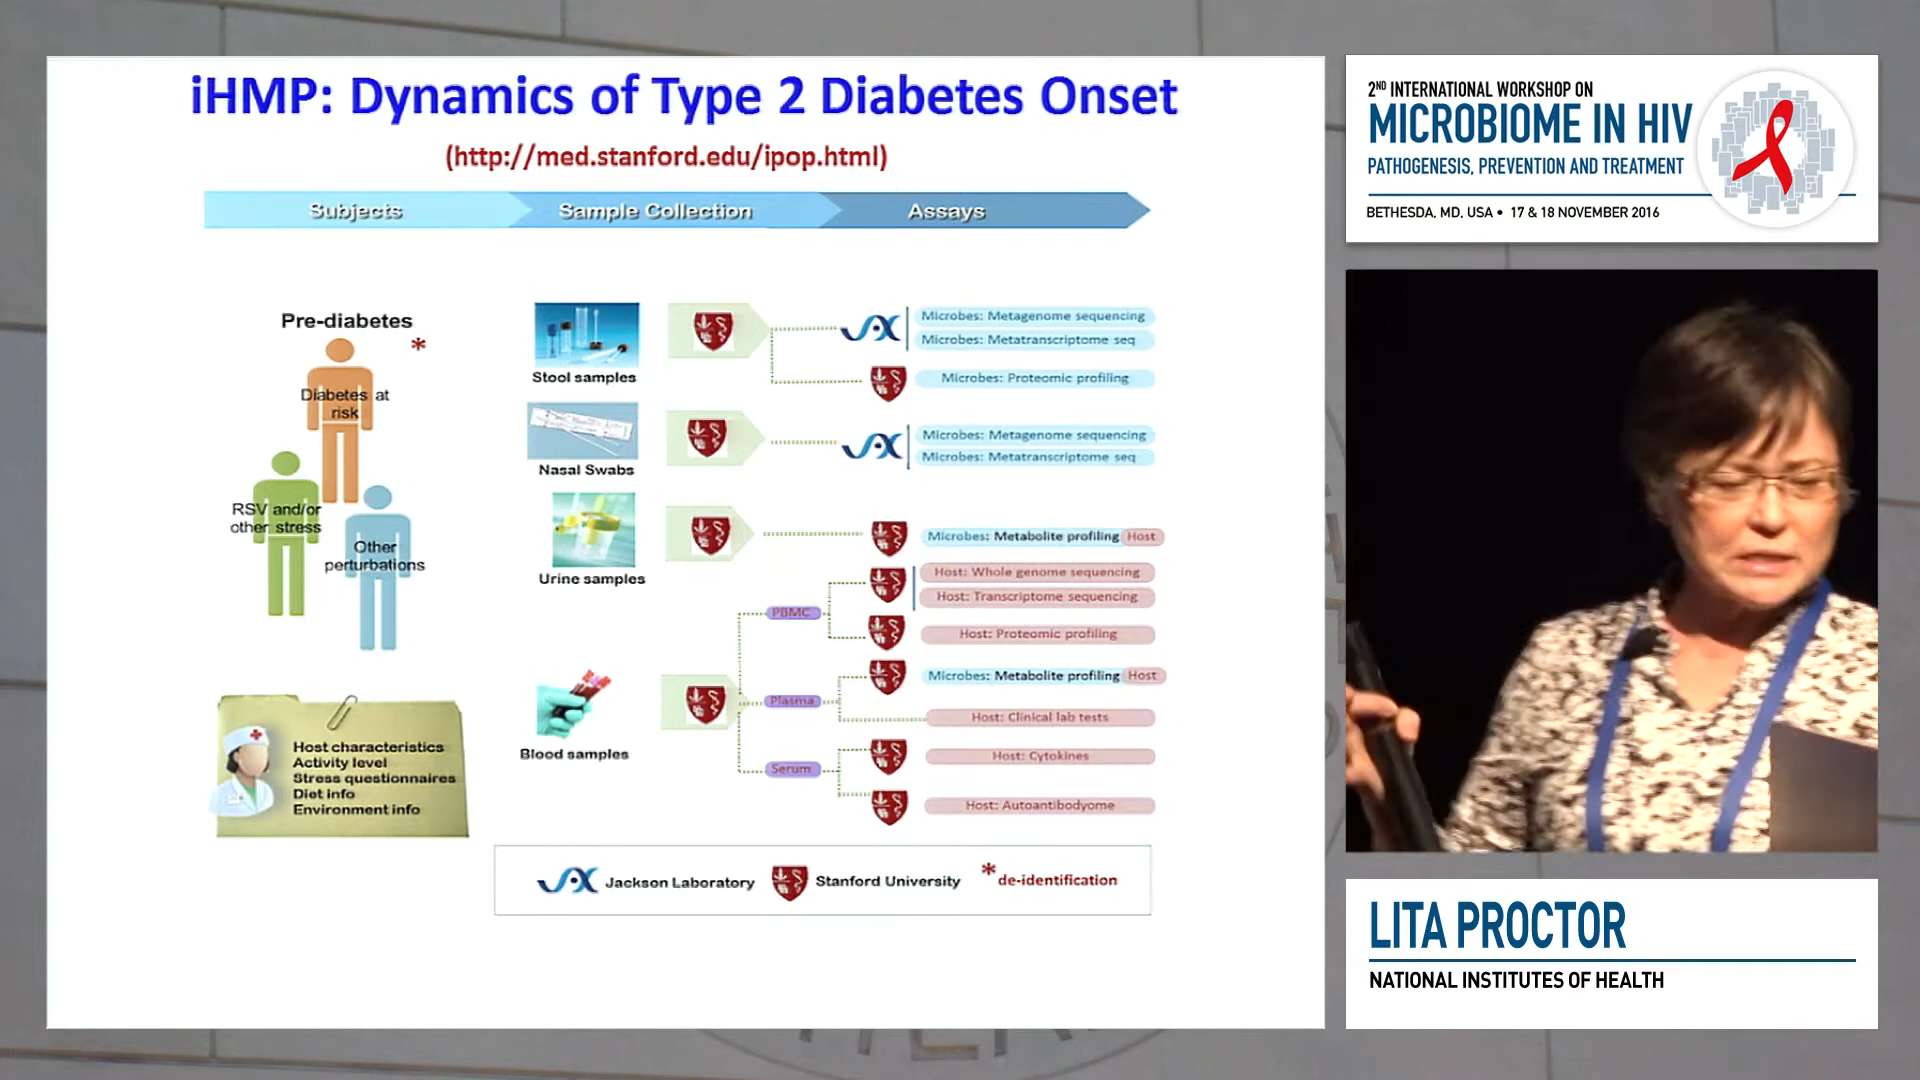 iHMP: Dynamics of Type 2 Diabetes Onset
(http://med.stanford.edu/ipop.html)
Subjects
Sample Collection
Assays
Pre-diabetes
*
Diabetes at
risk
RSV and/or
other stress
Other
perturbations
Host characteristics
Activity level
Stress questionnaires
Diet info
Environment info
Stool samples
JAX
Microbes: Metagenome sequencing
Microbes: Metatranscriptome seq
Microbes: Proteomic profiling
Nasal Swabs
JAX
Microbes: Metagenome sequencing
Microbes: Metatranscriptome seq
Urine samples
Microbes: Metabolite profiling Host
Blood samples
PBMC
Host: Whole genome sequencing
Host: Transcriptome sequencing
Host: Proteomic profiling
Plasma
Microbes: Metabolite profiling Host
Host: Clinical lab tests
Serum
Host: Cytokines
Host: Autoantibodyome
JAX Jackson Laboratory
Stanford University
*de-identification
2ND INTERNATIONAL WORKSHOP ON
MICROBIOME IN HIV
PATHOGENESIS, PREVENTION AND TREATMENT
BETHESDA, MD, USA • 17 & 18 NOVEMBER 2016
LITA PROCTOR
NATIONAL INSTITUTES OF HEALTH